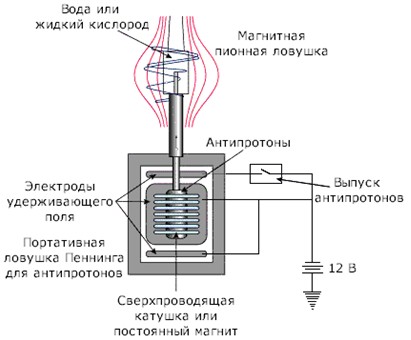 Вода или
жидкий кислород
Магнитная
пионная ловушка
Антипротоны
Электроды
удерживающего
поля
Выпуск
антипротонов
Портативная
ловушка Пеннинга
для антипротонов
12 В
Сверхпроводящая
катушка или
постоянный магнит